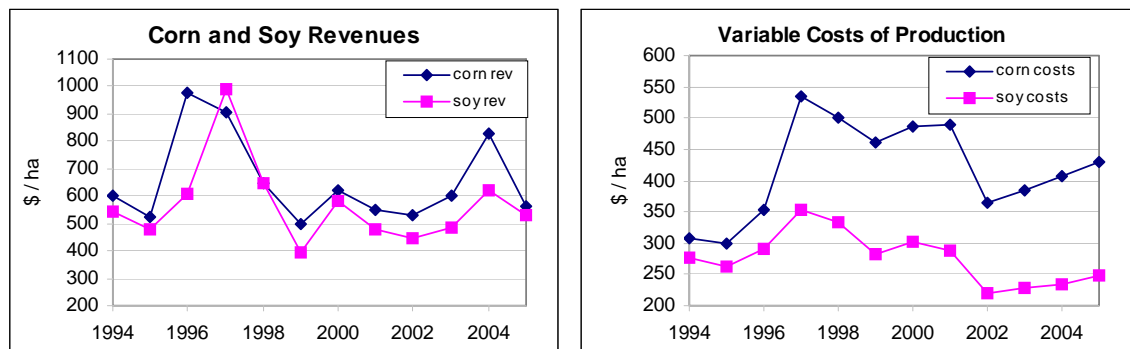 Corn and Soy Revenues
corn rev
soy rev
$ / ha
1100
1000
900
800
700
600
500
400
300
200
1994 1996 1998 2000 2002 2004
Variable Costs of Production
corn costs
soy costs
$ / ha
600
550
500
450
400
350
300
250
200
1994 1996 1998 2000 2002 2004